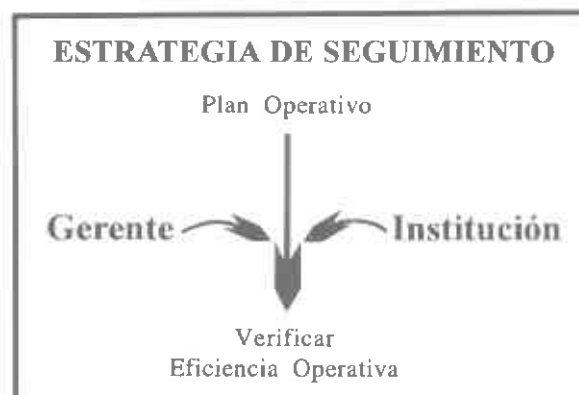 ESTRATEGIA DE SEGUIMIENTO
Plan Operativo
Gerente Institución
Verificar
Eficiencia Operativa